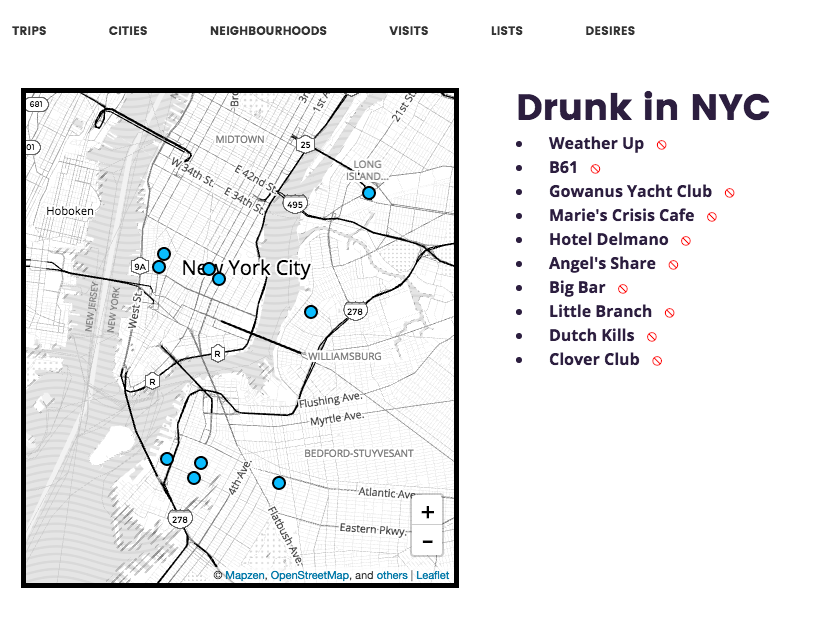 TRIPS CITIES NEIGHBOURHOODS VISITS LISTS DESIRES
Drunk in NYC
Weather Up
B61
Gowanus Yacht Club
Marie's Crisis Cafe
Hotel Delmano
Angel's Share
Big Bar
Little Branch
Dutch Kills
Clover Club
681
01
Bro
3r
1st A
21st S
MIDTOWN
25
LONG
ISLAND...
W 34th St.
E 42nd St.
E 34th St.
495
Hoboken
9A
New York City
NEW JERSEY
NEW YORK
West St.
278
R
WILLIAMSBURG
R
Flushing Ave.
Myrtle Ave.
BEDFORD-STUYVESANT
4th Ave.
Atlantic Ave
278
Flatbush Ave.
Eastern Pkwy.
+
−
© Mapzen, OpenStreetMap, and others | Leaflet